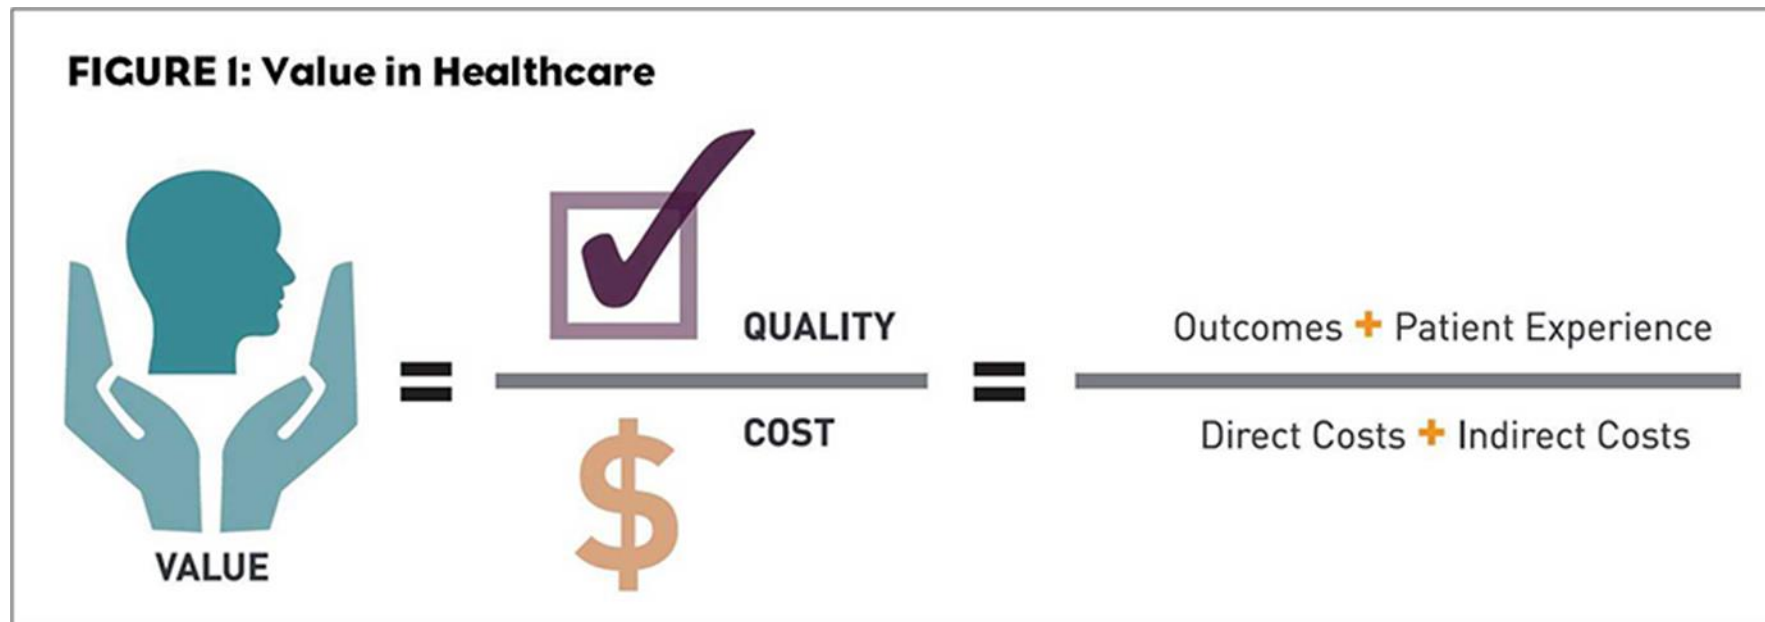 FIGURE 1: Value in Healthcare
VALUE
=
QUALITY
COST
$
=
Outcomes + Patient Experience
Direct Costs + Indirect Costs